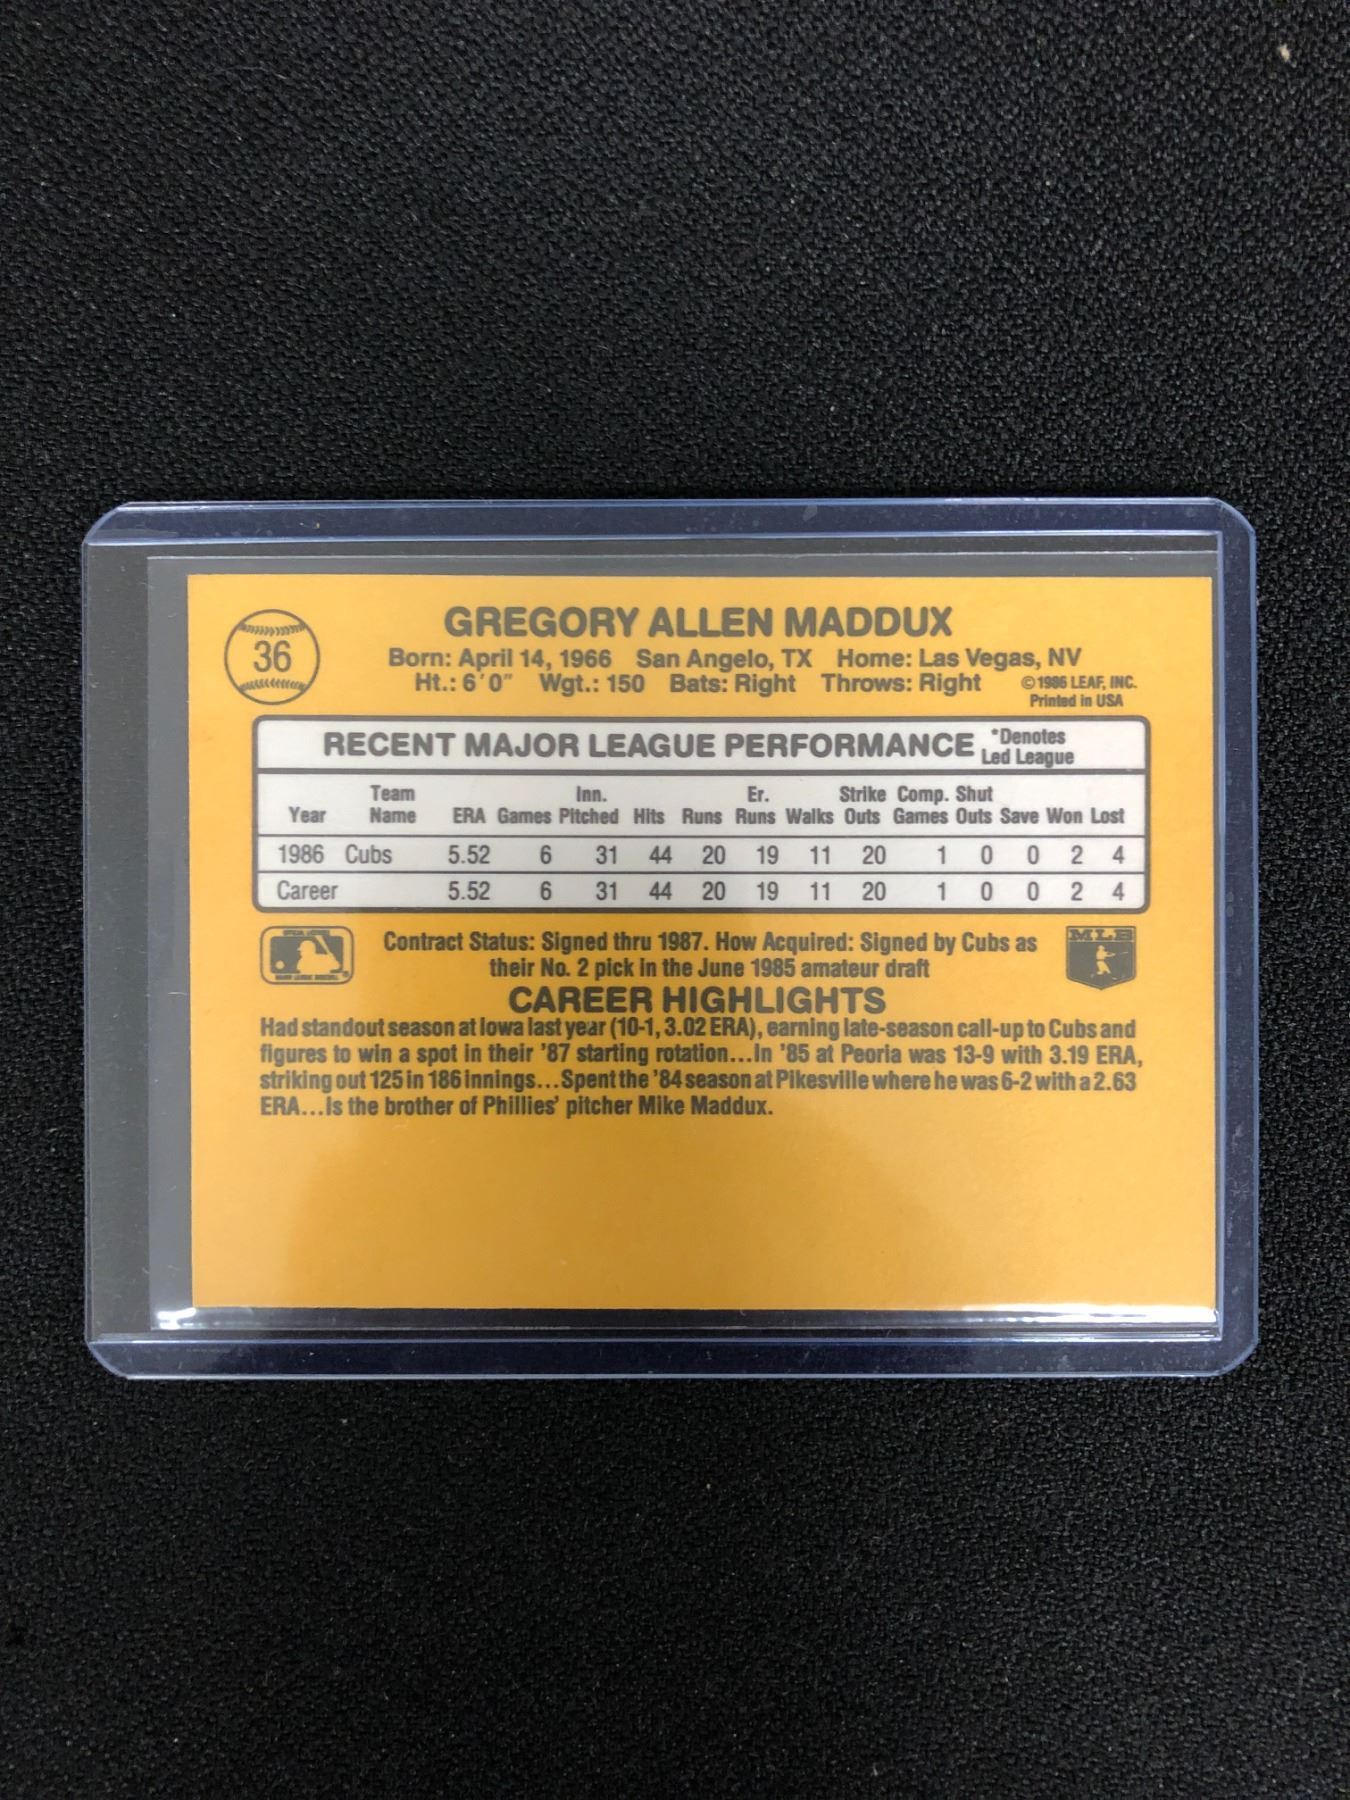 36
GREGORY ALLEN MADDUX
Born: April 14, 1966 San Angelo, TX Home: Las Vegas, NV
Ht.: 6'0" Wgt.: 150 Bats: Right Throws: Right
©1986 LEAF, INC.
Printed in USA
RECENT MAJOR LEAGUE PERFORMANCE *Denotes
Led League
Team Inn. Er. Strike Comp. Shut
Year Name ERA Games Pitched Hits Runs Runs Walks Outs Games Outs Save Won Lost
1986 Cubs 5.52 6 31 44 20 19 11 20 1 0 0 2 4
Career 5.52 6 31 44 20 19 11 20 1 0 0 2 4
Contract Status: Signed thru 1987. How Acquired: Signed by Cubs as
their No. 2 pick in the June 1985 amateur draft
MLB
CAREER HIGHLIGHTS
Had standout season at Iowa last year (10-1, 3.02 ERA), earning late-season call-up to Cubs and
figures to win a spot in their '87 starting rotation...In '85 at Peoria was 13-9 with 3.19 ERA,
striking out 125 in 186 innings...Spent the '84 season at Pikesville where he was 6-2 with a 2.63
ERA...Is the brother of Phillies' pitcher Mike Maddux.